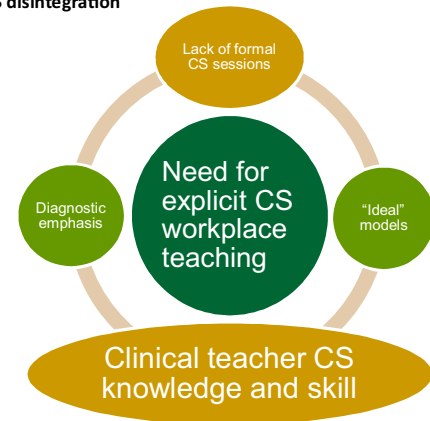 disintegration
Lack of formal
CS sessions
Need for
explicit CS
workplace
teaching
Diagnostic
emphasis
“Ideal”
models
Clinical teacher CS
knowledge and skill